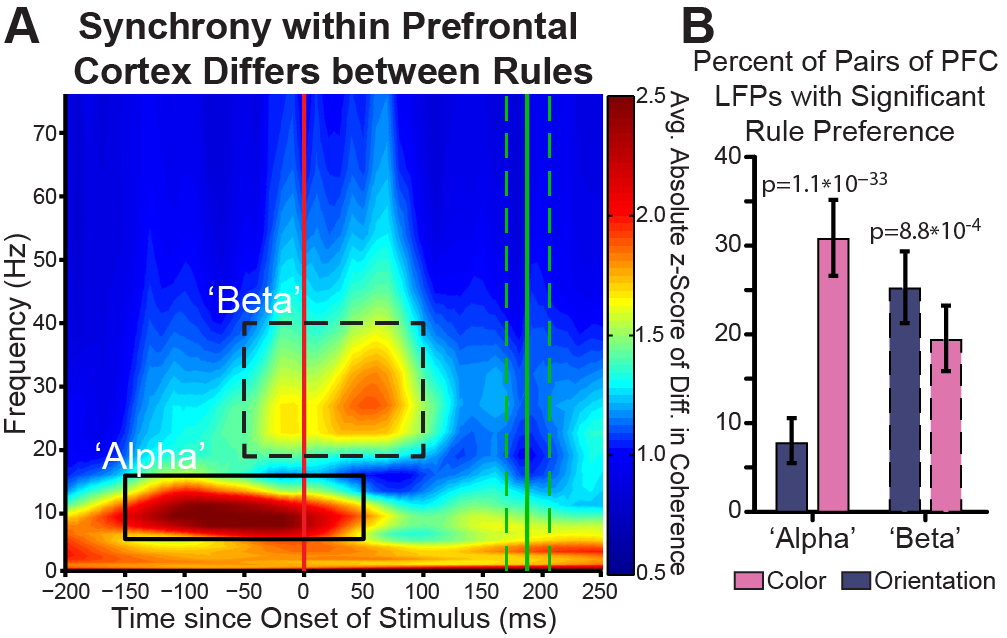 A
Synchrony within Prefrontal
Cortex Differs between Rules
Frequency (Hz)
70
60
50
40
30
20
10
0
'Beta'
'Alpha'
−200 −150 −100 −50 0 50 100 150 200 250
Time since Onset of Stimulus (ms)
2.5
2.0
1.5
1.0
0.5
Avg. Absolute z-Score of Diff. in Coherence
B
Percent of Pairs of PFC
LFPs with Significant
Rule Preference
40
30
20
10
0
p=1.1*10⁻³³
p=8.8*10⁻⁴
'Alpha' 'Beta'
Color Orientation